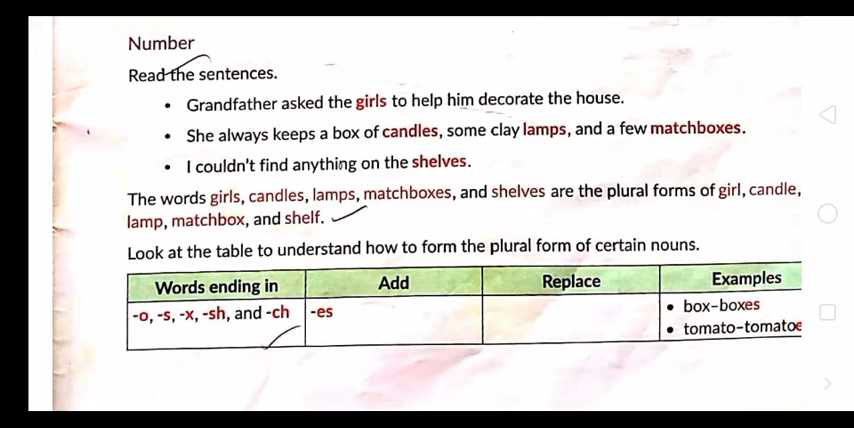 Number
Read the sentences.
• Grandfather asked the girls to help him decorate the house.
• She always keeps a box of candles, some clay lamps, and a few matchboxes.
• I couldn't find anything on the shelves.
The words girls, candles, lamps, matchboxes, and shelves are the plural forms of girl, candle,
lamp, matchbox, and shelf.
Look at the table to understand how to form the plural form of certain nouns.
Words ending in Add Replace Examples
-o, -s, -x, -sh, and -ch -es • box–boxes
• tomato–tomatoe